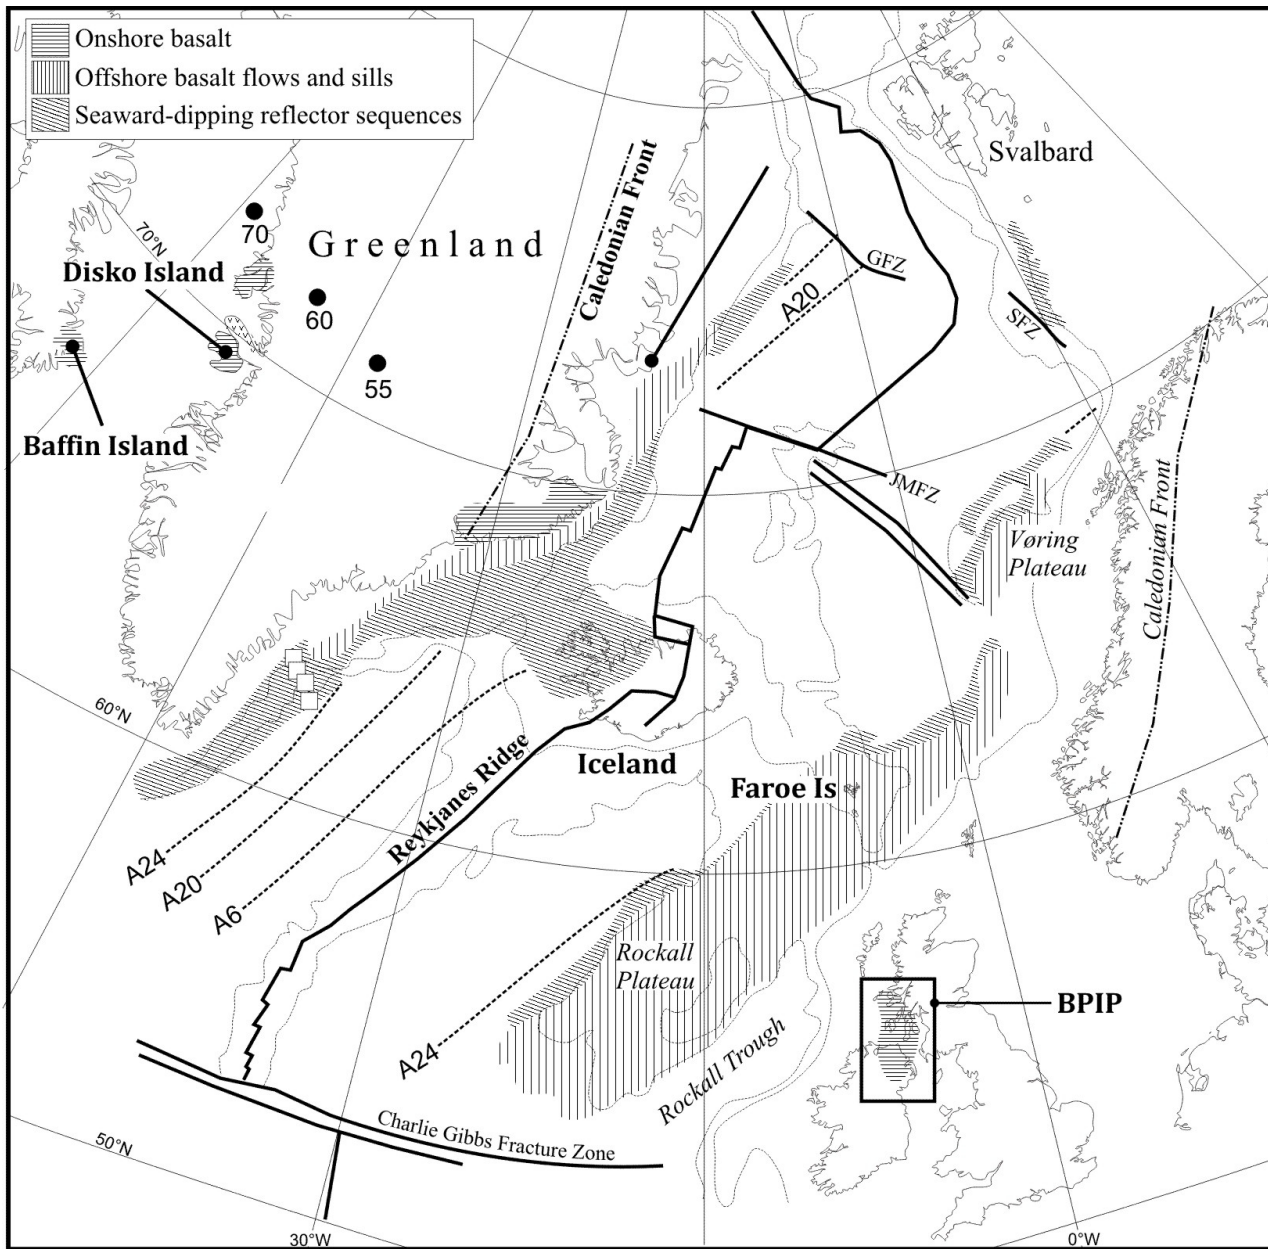 Onshore basalt
Offshore basalt flows and sills
Seaward-dipping reflector sequences
Svalbard
70°N
70
Greenland
Caledonian Front
Disko Island
60
GFZ
A20
SFZ
55
Baffin Island
JMFZ
Vøring
Plateau
Caledonian Front
60°N
Reykjanes Ridge
Iceland
Faroe Is
A24
A20
A6
Rockall
Plateau
BPIP
A24
Rockall Trough
Charlie Gibbs Fracture Zone
50°N
30°W
0°W